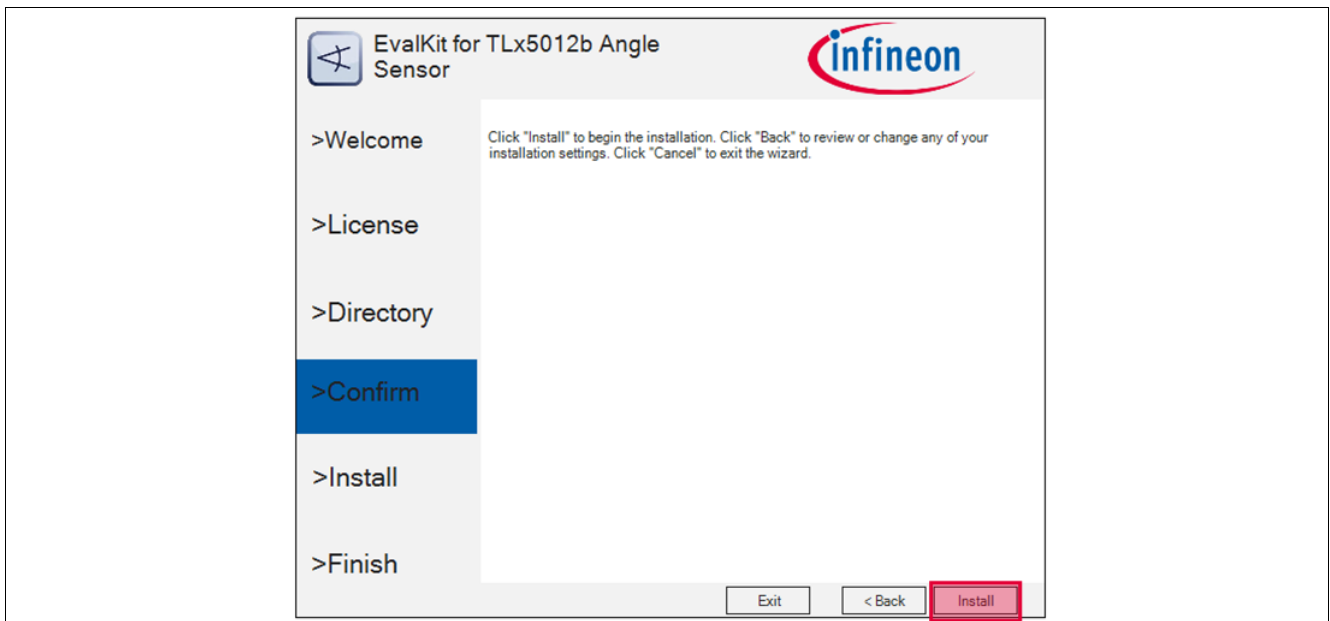 EvalKit for TLx5012b Angle
Sensor
infineon
>Welcome
Click "Install" to begin the installation. Click "Back" to review or change any of your
installation settings. Click "Cancel" to exit the wizard.
>License
>Directory
>Confirm
>Install
>Finish
Exit
< Back
Install